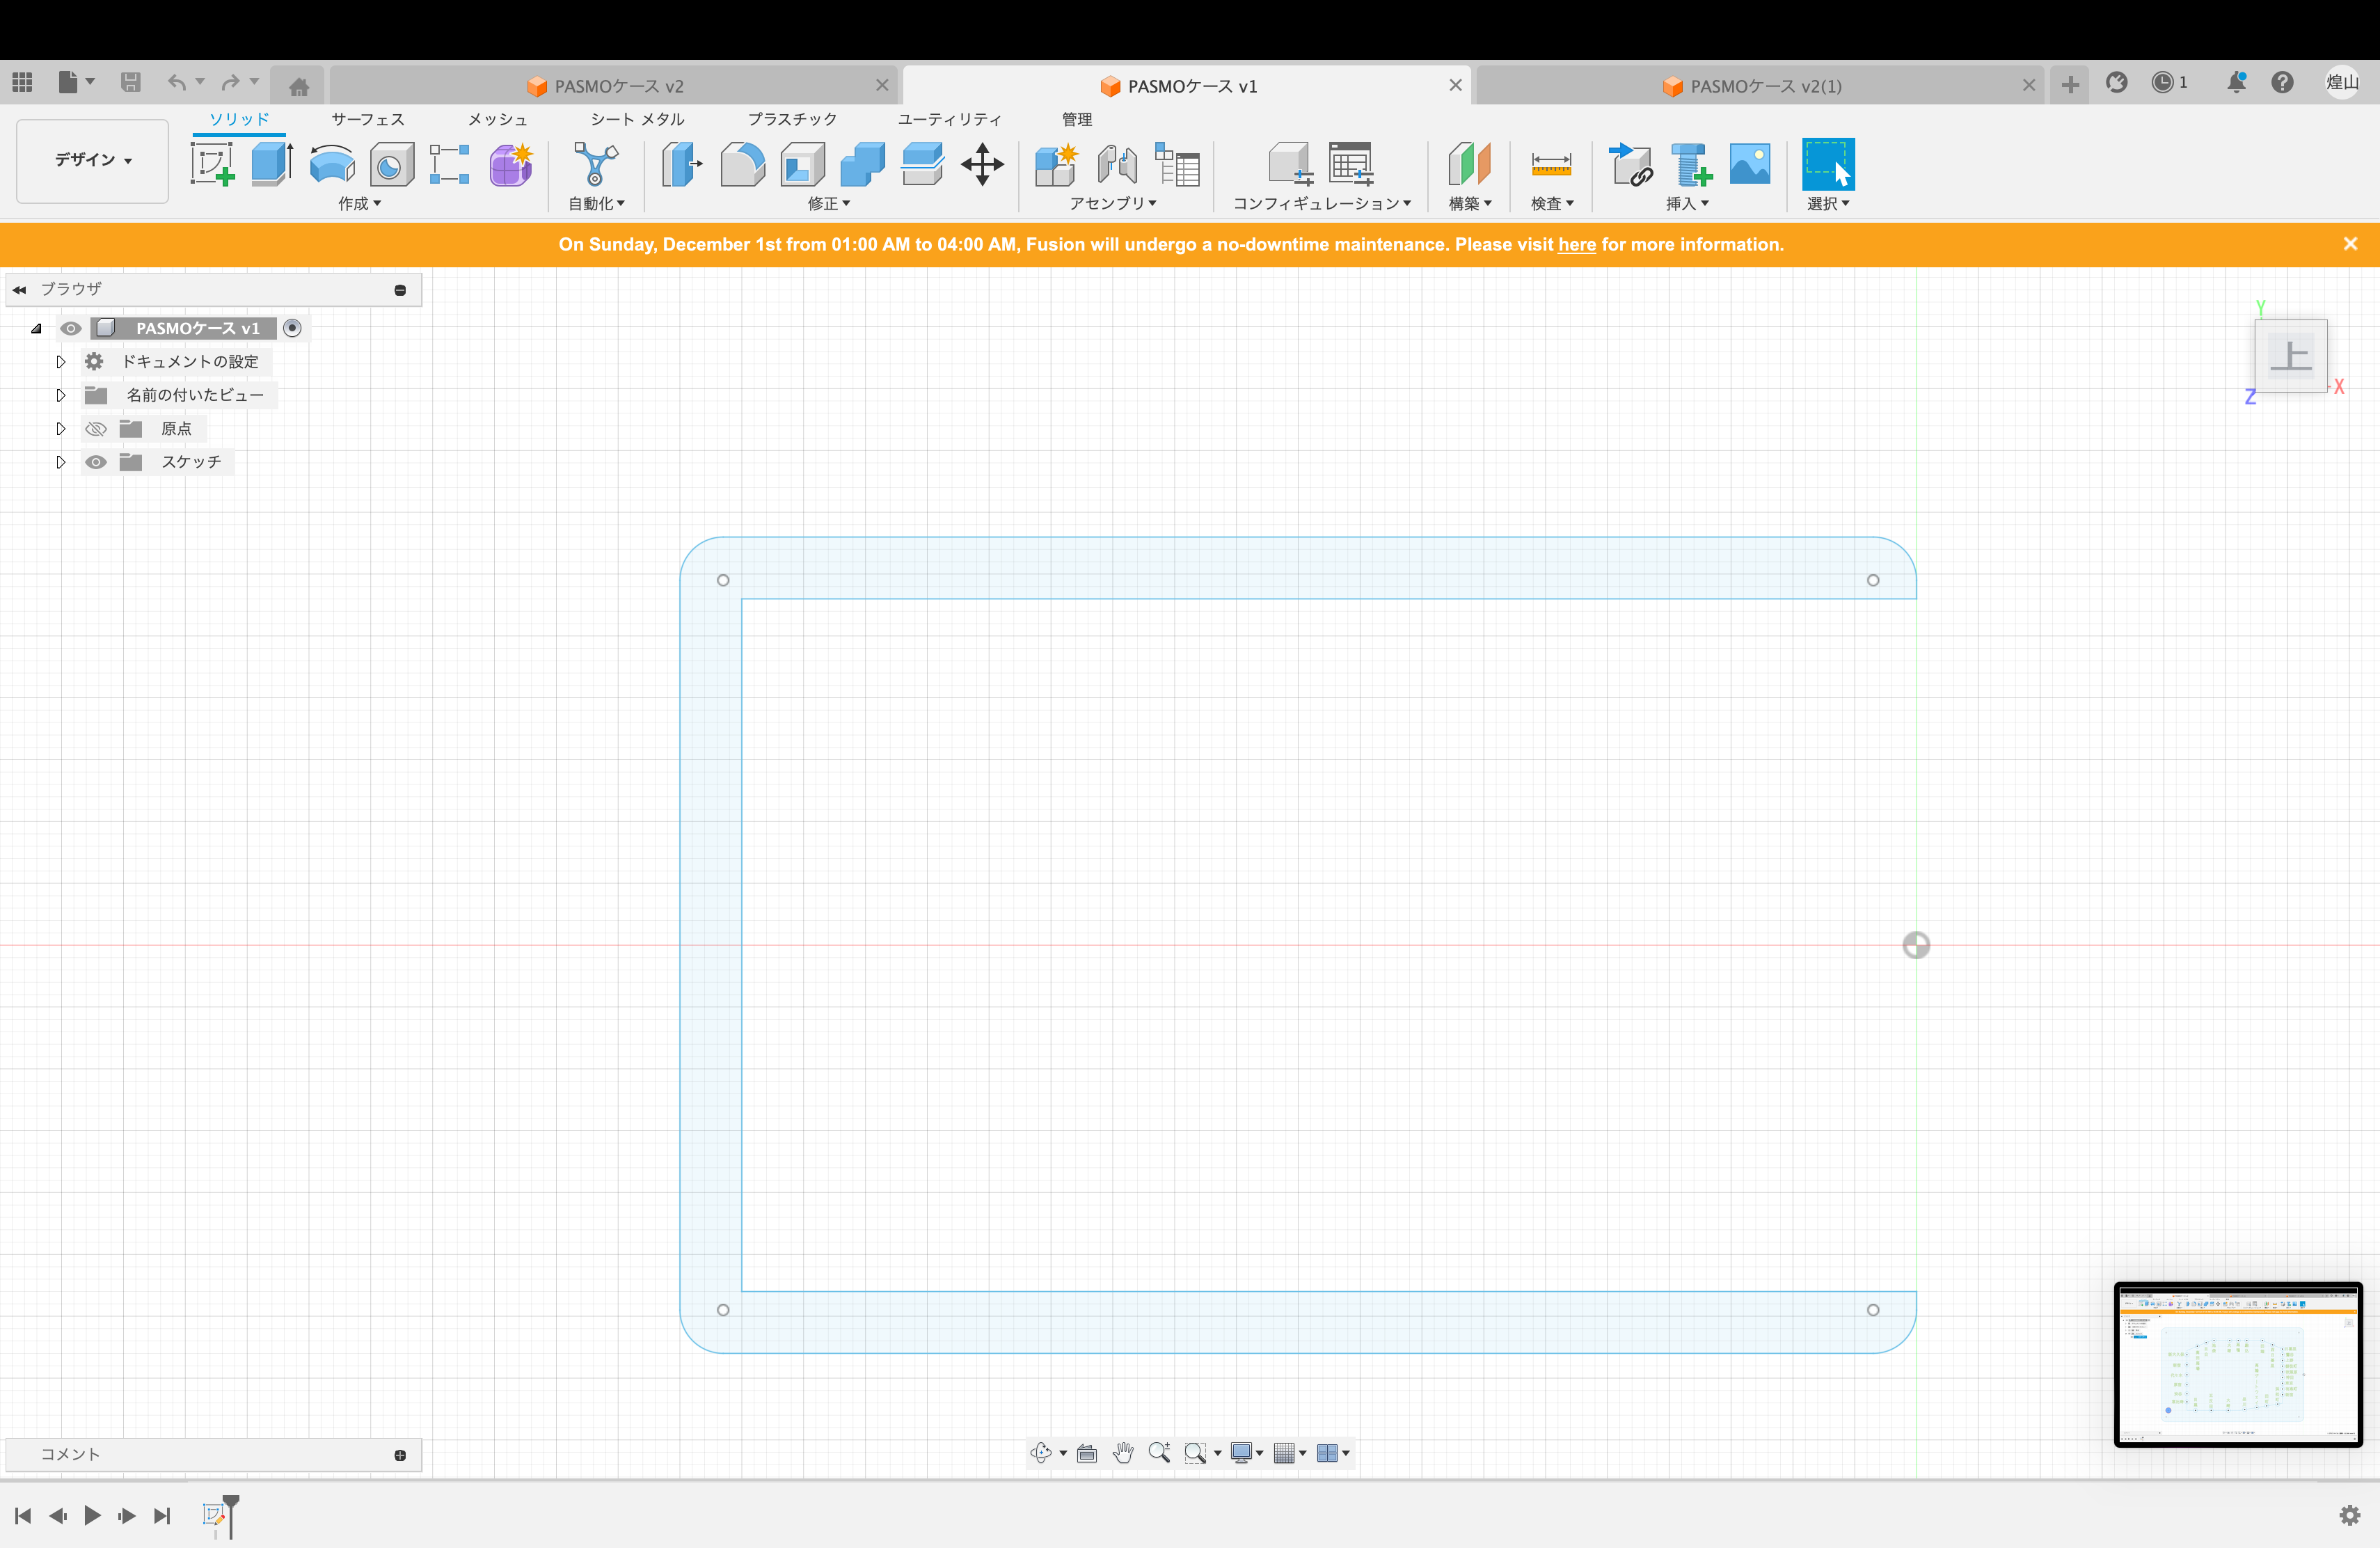 PASMOケース v2
PASMOケース v1
PASMOケース v2(1)
1
煌山
デザイン
ソリッド
サーフェス
メッシュ
シート メタル
プラスチック
ユーティリティ
管理
作成
自動化
修正
アセンブリ
コンフィギュレーション
構築
検査
挿入
選択
On Sunday, December 1st from 01:00 AM to 04:00 AM, Fusion will undergo a no-downtime maintenance. Please visit here for more information.
ブラウザ
PASMOケース v1
ドキュメントの設定
名前の付いたビュー
原点
スケッチ
Y
上
Z
X
コメント